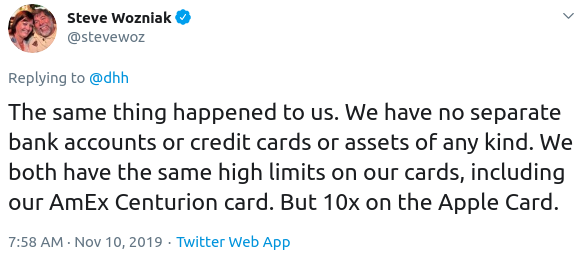 Steve Wozniak
@stevewoz
Replying to @dhh
The same thing happened to us. We have no separate
bank accounts or credit cards or assets of any kind. We
both have the same high limits on our cards, including
our AmEx Centurion card. But 10x on the Apple Card.
7:58 AM · Nov 10, 2019 · Twitter Web App